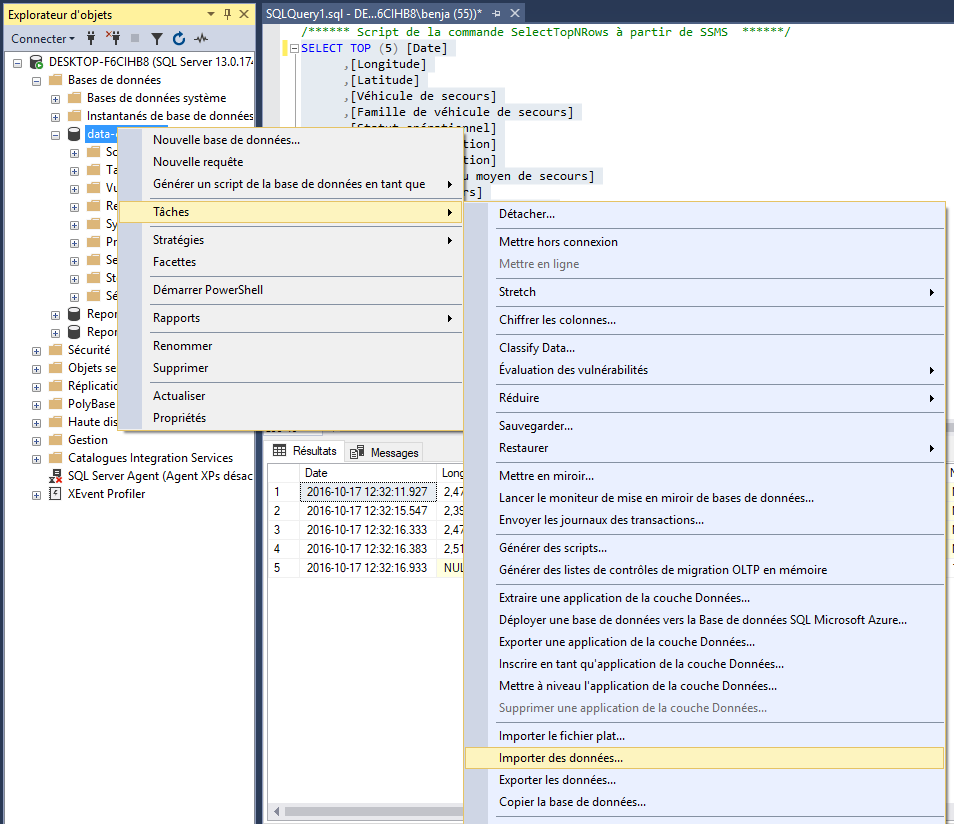 Explorateur d'objets
Connecter
DESKTOP-F6CIHB8 (SQL Server 13.0.174
Bases de données
Bases de données système
Instantanés de base de données
data-
Repor
Repor
Sécurité
Objets se
Réplicatio
PolyBase
Haute dis
Gestion
Catalogues Integration Services
SQL Server Agent (Agent XPs désac
XEvent Profiler
SQLQuery1.sql - DE...6CIHB8\benja (55))*
/****** Script de la commande SelectTopNRows à partir de SSMS ******/
SELECT TOP (5) [Date]
,[Longitude]
,[Latitude]
,[Véhicule de secours]
,[Famille de véhicule de secours]
,[Statut opérationnel]
tion]
tion]
u moyen de secours]
rs]
Nouvelle base de données...
Nouvelle requête
Générer un script de la base de données en tant que
Tâches
Stratégies
Facettes
Démarrer PowerShell
Rapports
Renommer
Supprimer
Actualiser
Propriétés
Détacher...
Mettre hors connexion
Mettre en ligne
Stretch
Chiffrer les colonnes...
Classify Data...
Évaluation des vulnérabilités
Réduire
Sauvegarder...
Restaurer
Mettre en miroir...
Lancer le moniteur de mise en miroir de bases de données...
Envoyer les journaux des transactions...
Générer des scripts...
Générer des listes de contrôles de migration OLTP en mémoire
Extraire une application de la couche Données...
Déployer une base de données vers la Base de données SQL Microsoft Azure...
Exporter une application de la couche Données...
Inscrire en tant qu'application de la couche Données...
Mettre à niveau l'application de la couche Données...
Supprimer une application de la couche Données...
Importer le fichier plat...
Importer des données...
Exporter les données...
Copier la base de données...
Résultats Messages
Date Long
1 2016-10-17 12:32:11.927 2,47
2 2016-10-17 12:32:15.547 2,39
3 2016-10-17 12:32:16.333 2,47
4 2016-10-17 12:32:16.383 2,51
5 2016-10-17 12:32:16.933 NUL